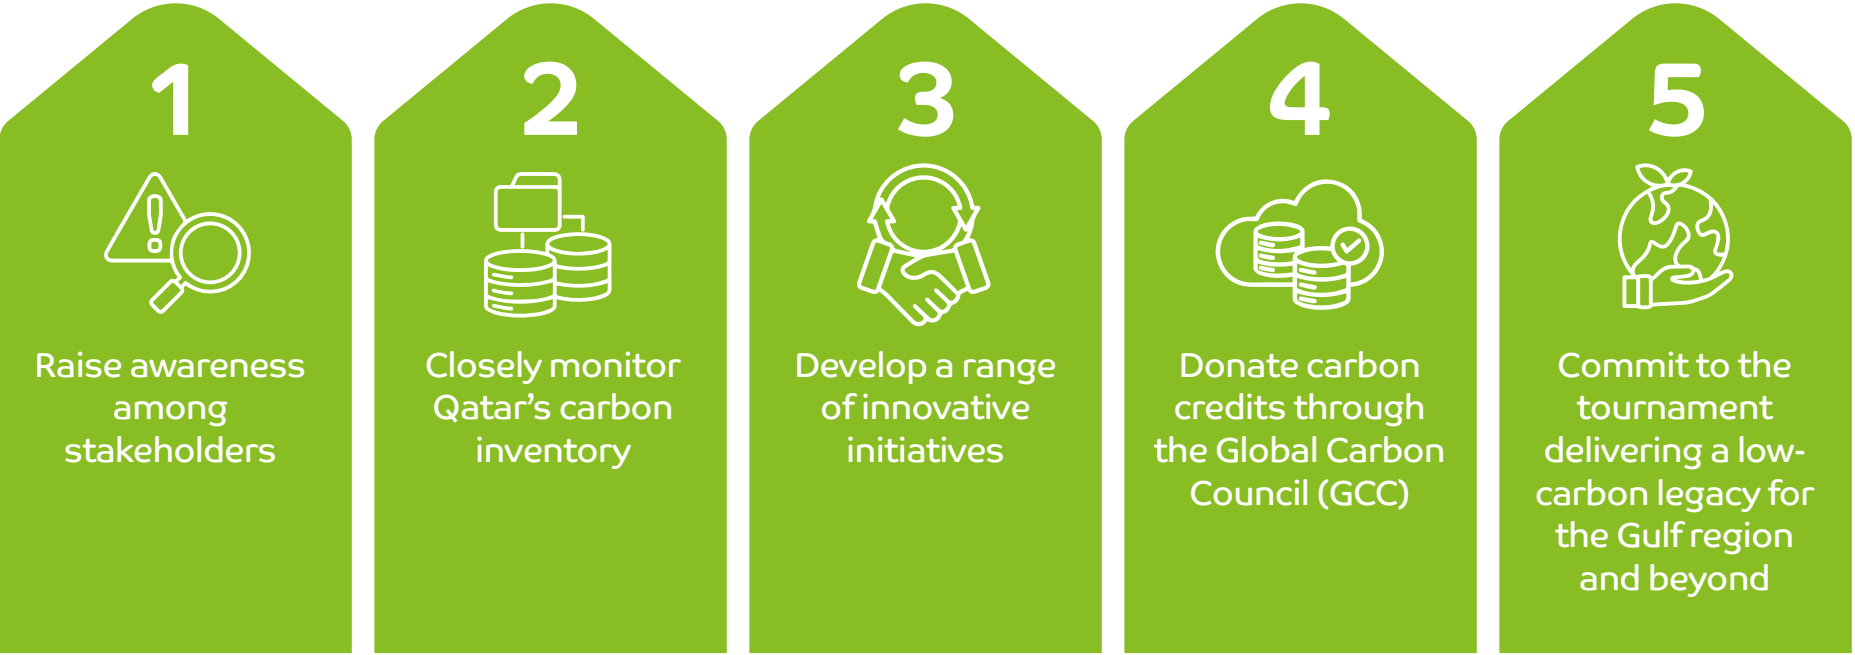 1
Raise awareness
among
stakeholders
2
Closely monitor
Qatar’s carbon
inventory
3
Develop a range
of innovative
initiatives
4
Donate carbon
credits through
the Global Carbon
Council (GCC)
5
Commit to the
tournament
delivering a low-
carbon legacy for
the Gulf region
and beyond